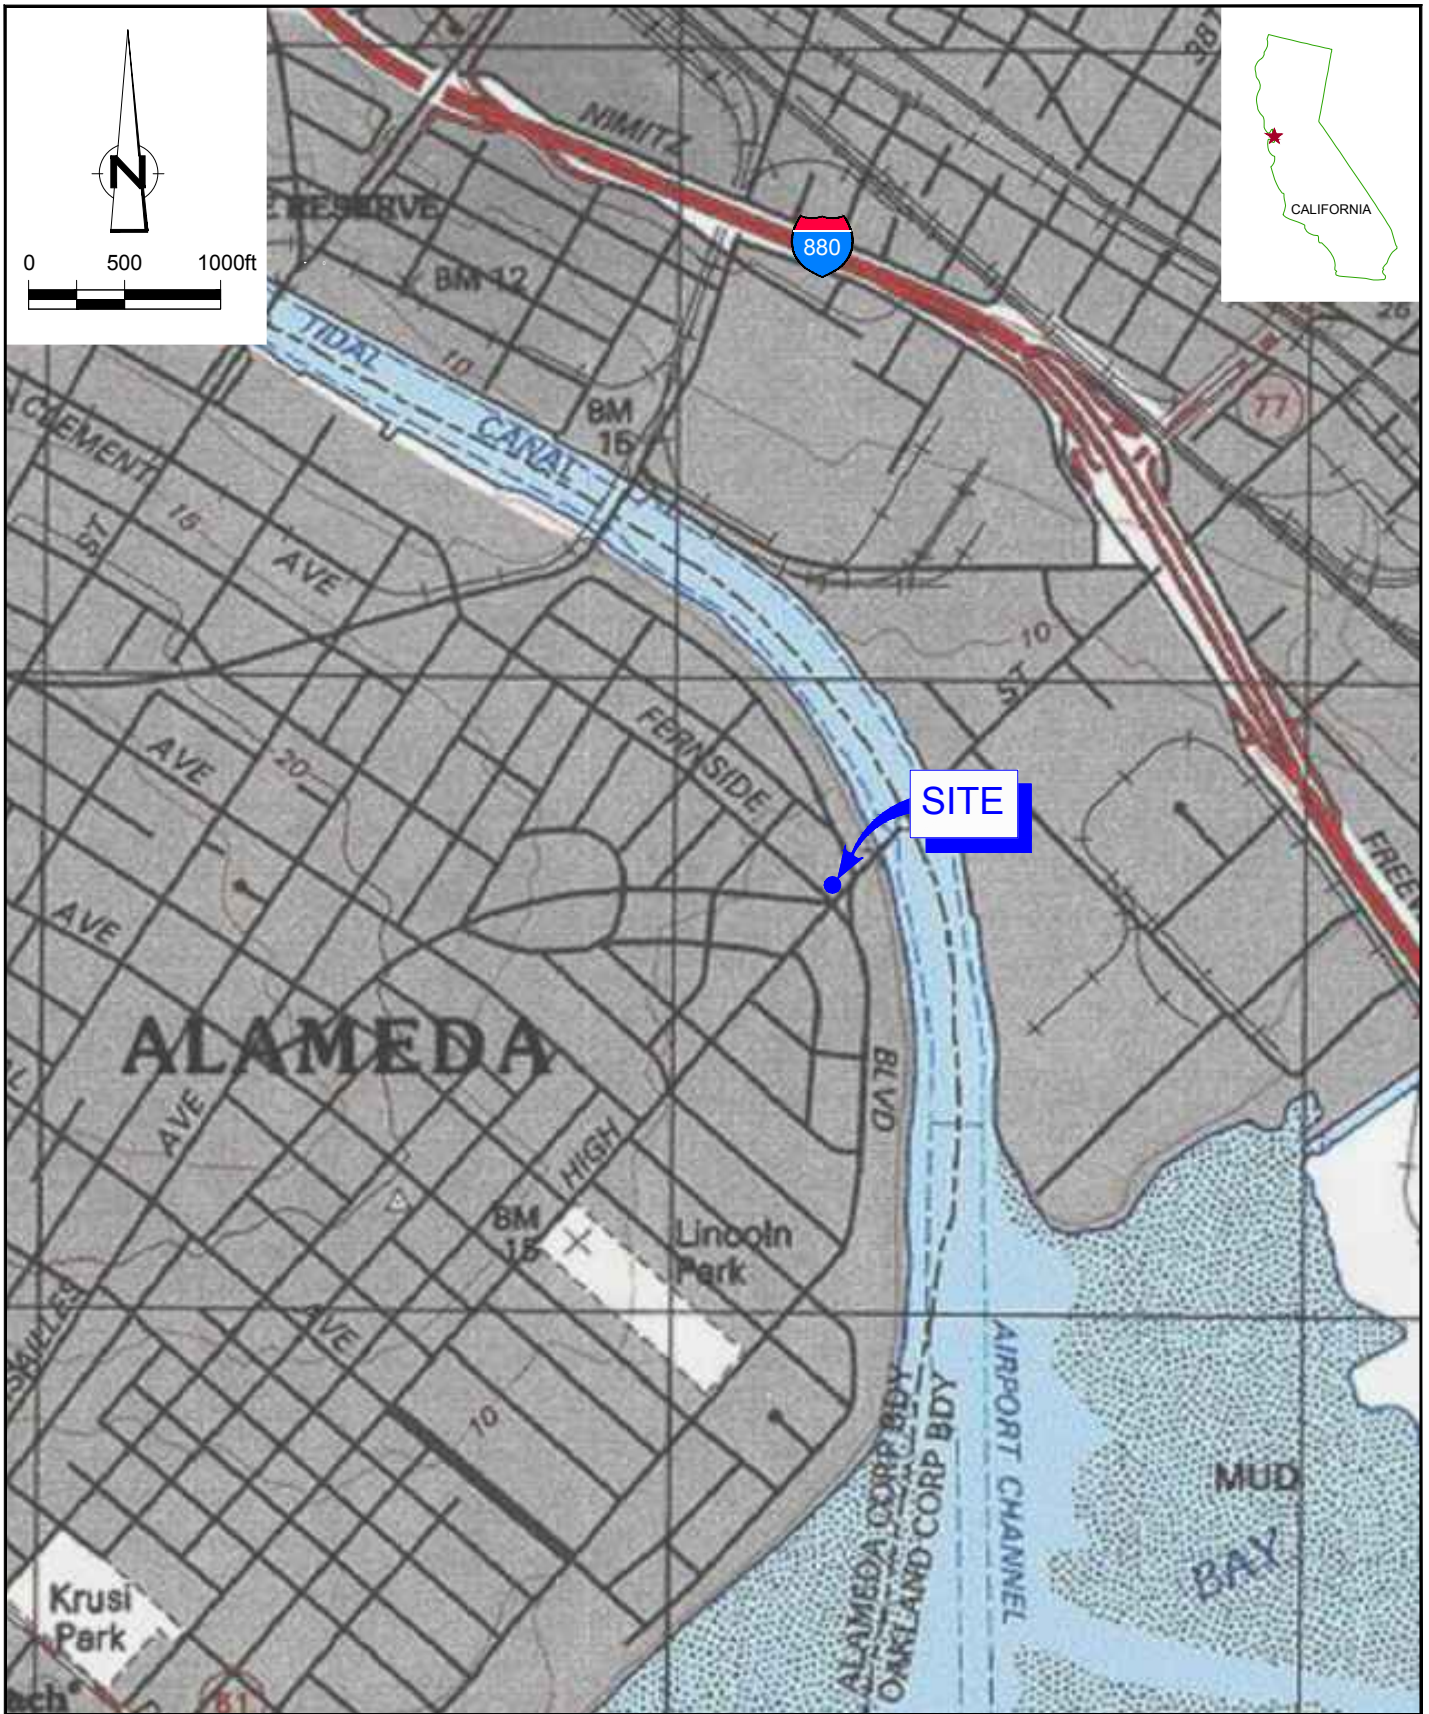 N
0 500 1000ft
CALIFORNIA
NIMITZ
880
E RESERVE
BM 12
TIDAL
10
CANAL
BM
15
77
CLEMENT
ST
15
AVE
10
ST
FERNSIDE
SITE
AVE
20
AVE
FREE
ALAMEDA
BLVD
AVE
HIGH
BM
15
Lincoln
Park
AVE
10
ALAMEDA CORP BDY
OAKLAND CORP BDY
AIRPORT CHANNEL
MUD
BAY
Krusi
Park
61